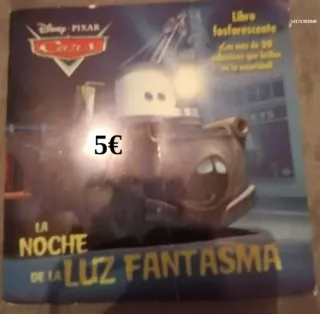 Disney · PIXAR
Cars
Libro
fosforescente
¡Con más de 20
adhesivos que brillan
en la oscuridad!
5€
LA
NOCHE
DE LA LUZ FANTASMA